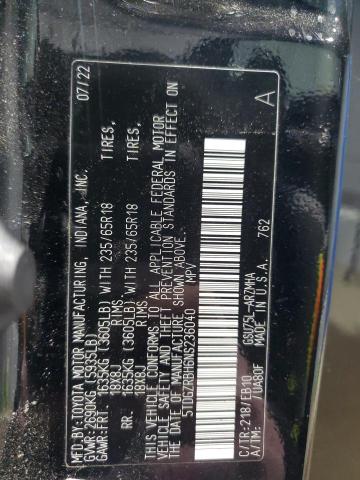 MFD.BY:TOYOTA MOTOR MANUFACTURING, INDIANA, INC. 07/22
GVWR:2690KG (5935LB)
GAWR:FRT. 1635KG (3605LB) WITH 235/65R18 TIRES,
18X8J RIMS,
RR. 1635KG (3605LB) WITH 235/65R18 TIRES,
18X8J RIMS,
THIS VEHICLE CONFORMS TO ALL APPLICABLE FEDERAL MOTOR
VEHICLE SAFETY AND THEFT PREVENTION STANDARDS IN EFFECT
ON THE DATE OF MANUFACTURE SHOWN ABOVE. A
5TDGZRBH6NS236040 MPV
762
C/TR:218/EB10 GSU75L-ARZMHA
A/TM: /UA80F MADE IN U.S.A.